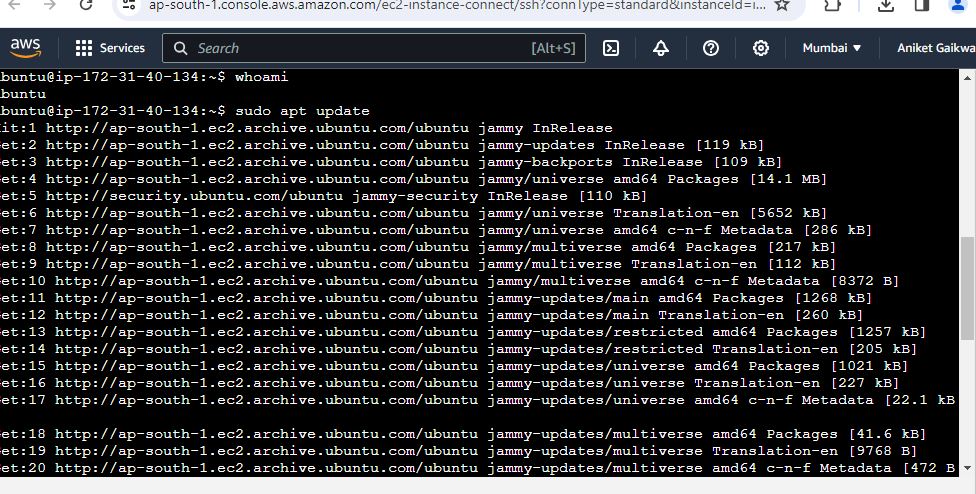 ap-south-1.console.aws.amazon.com/ec2-instance-connect/ssh?connType=standard&instanceId=i...
aws Services Search [Alt+S] Mumbai Aniket Gaikwa
buntu@ip-172-31-40-134:~$ whoami
buntu
buntu@ip-172-31-40-134:~$ sudo apt update
it:1 http://ap-south-1.ec2.archive.ubuntu.com/ubuntu jammy InRelease
et:2 http://ap-south-1.ec2.archive.ubuntu.com/ubuntu jammy-updates InRelease [119 kB]
et:3 http://ap-south-1.ec2.archive.ubuntu.com/ubuntu jammy-backports InRelease [109 kB]
et:4 http://ap-south-1.ec2.archive.ubuntu.com/ubuntu jammy/universe amd64 Packages [14.1 MB]
et:5 http://security.ubuntu.com/ubuntu jammy-security InRelease [110 kB]
et:6 http://ap-south-1.ec2.archive.ubuntu.com/ubuntu jammy/universe Translation-en [5652 kB]
et:7 http://ap-south-1.ec2.archive.ubuntu.com/ubuntu jammy/universe amd64 c-n-f Metadata [286 kB]
et:8 http://ap-south-1.ec2.archive.ubuntu.com/ubuntu jammy/multiverse amd64 Packages [217 kB]
et:9 http://ap-south-1.ec2.archive.ubuntu.com/ubuntu jammy/multiverse Translation-en [112 kB]
et:10 http://ap-south-1.ec2.archive.ubuntu.com/ubuntu jammy/multiverse amd64 c-n-f Metadata [8372 B]
et:11 http://ap-south-1.ec2.archive.ubuntu.com/ubuntu jammy-updates/main amd64 Packages [1268 kB]
et:12 http://ap-south-1.ec2.archive.ubuntu.com/ubuntu jammy-updates/main Translation-en [260 kB]
et:13 http://ap-south-1.ec2.archive.ubuntu.com/ubuntu jammy-updates/restricted amd64 Packages [1257 kB]
et:14 http://ap-south-1.ec2.archive.ubuntu.com/ubuntu jammy-updates/restricted Translation-en [205 kB]
et:15 http://ap-south-1.ec2.archive.ubuntu.com/ubuntu jammy-updates/universe amd64 Packages [1021 kB]
et:16 http://ap-south-1.ec2.archive.ubuntu.com/ubuntu jammy-updates/universe Translation-en [227 kB]
et:17 http://ap-south-1.ec2.archive.ubuntu.com/ubuntu jammy-updates/universe amd64 c-n-f Metadata [22.1 kB
et:18 http://ap-south-1.ec2.archive.ubuntu.com/ubuntu jammy-updates/multiverse amd64 Packages [41.6 kB]
et:19 http://ap-south-1.ec2.archive.ubuntu.com/ubuntu jammy-updates/multiverse Translation-en [9768 B]
et:20 http://ap-south-1.ec2.archive.ubuntu.com/ubuntu jammy-updates/multiverse amd64 c-n-f Metadata [472 B